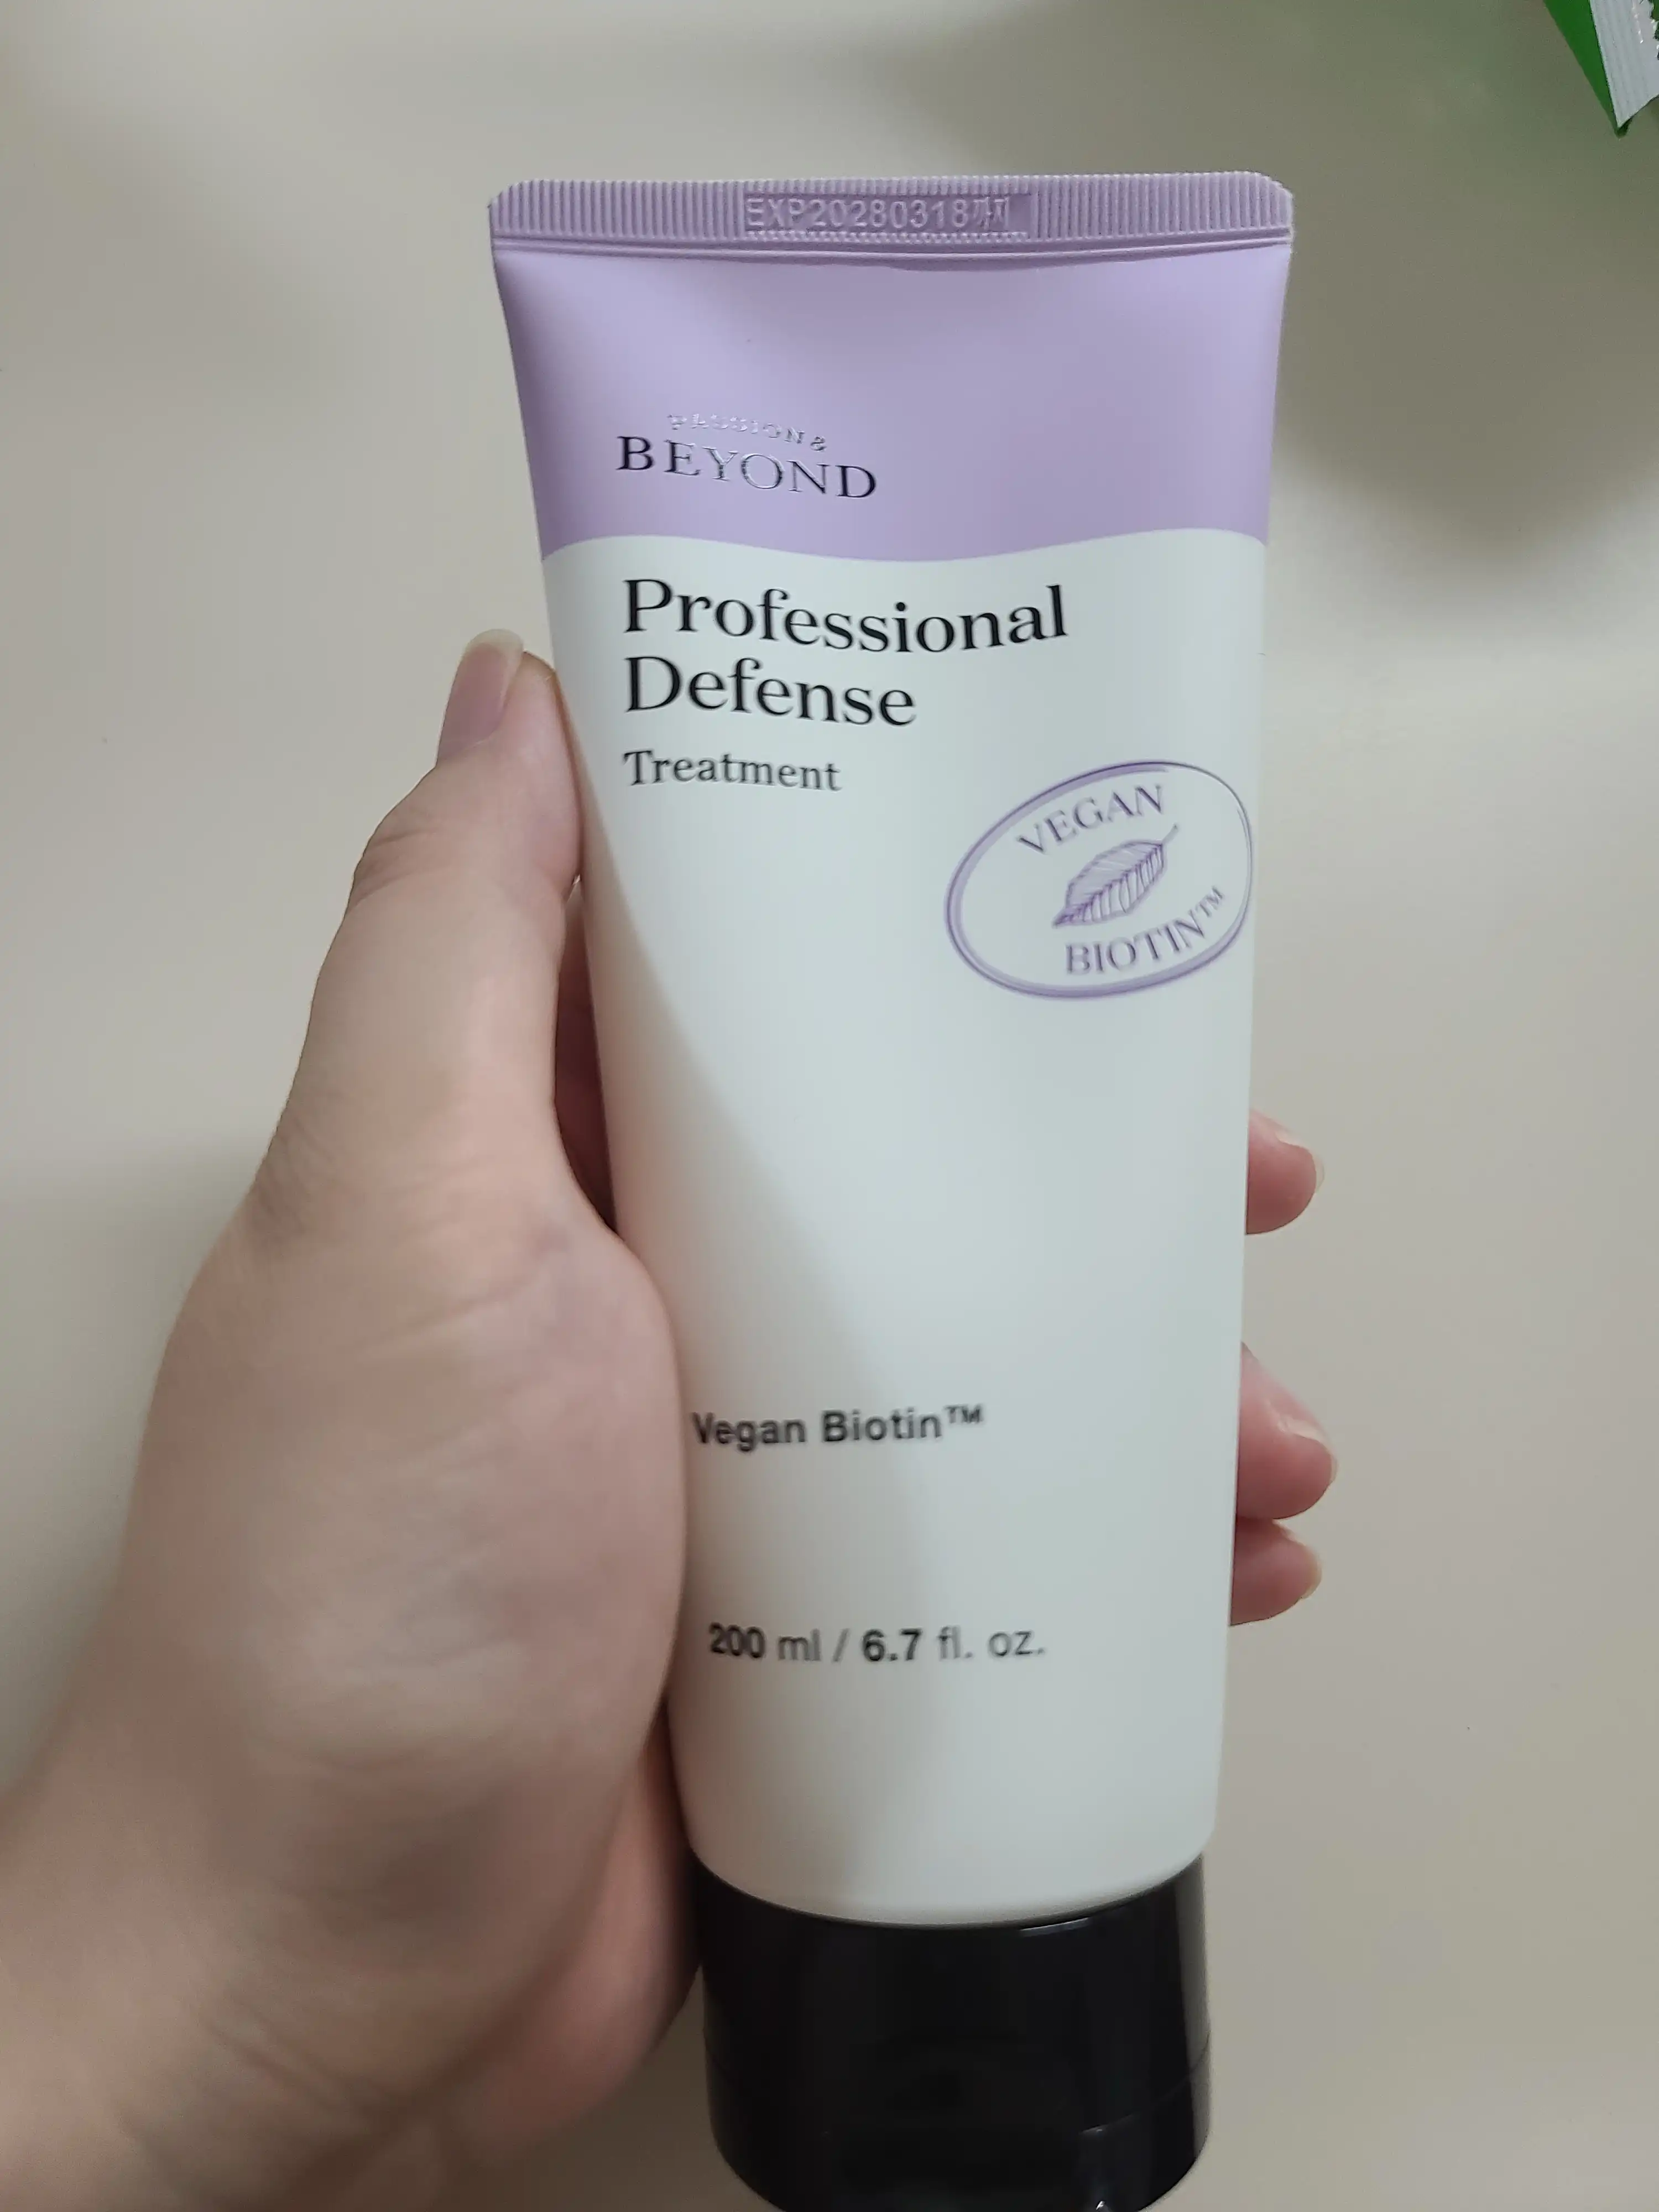 EXP20280318까지
PASSION &
BEYOND
Professional
Defense
Treatment
VEGAN
BIOTIN™
Vegan Biotin™
200 ml / 6.7 fl. oz.